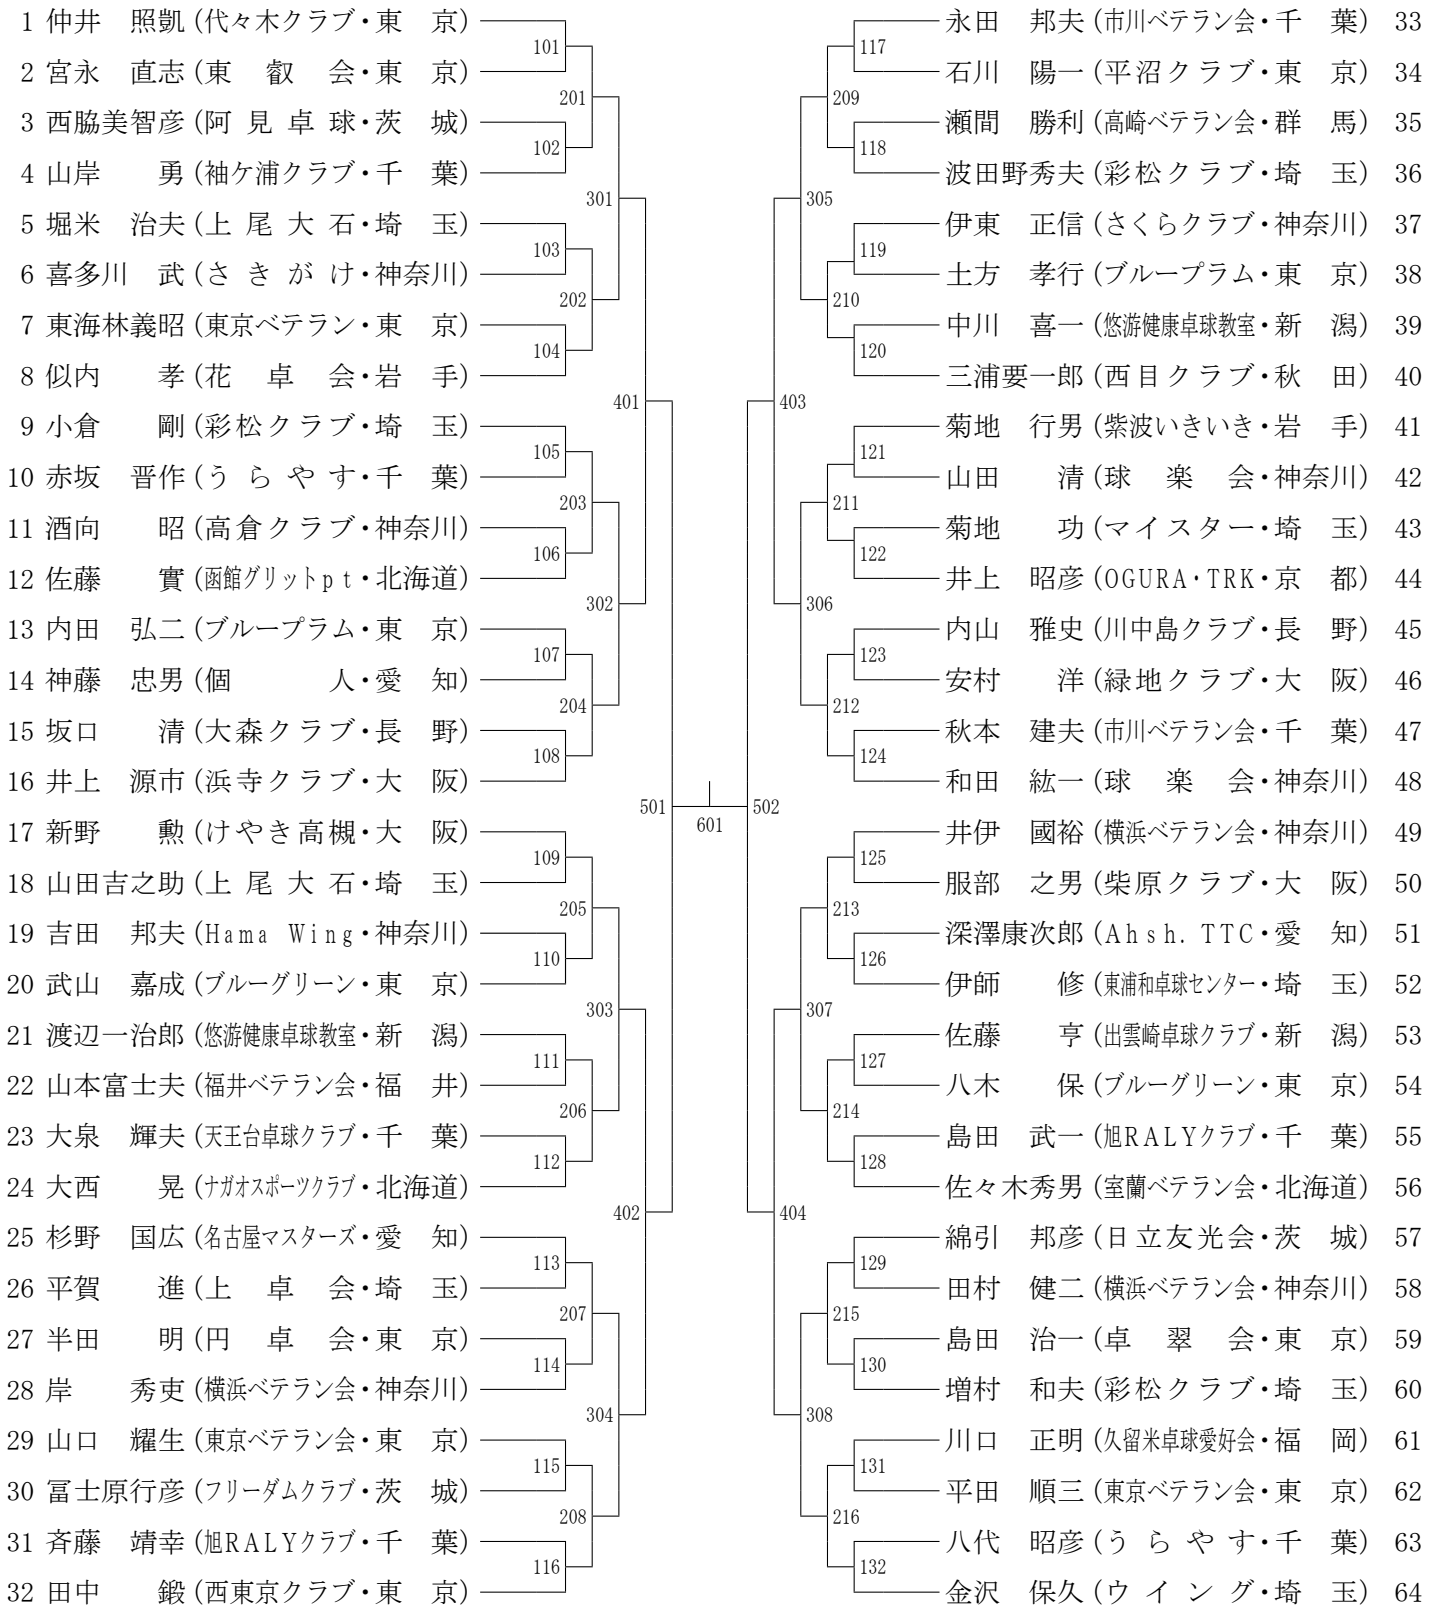 1 仲井　照凱 (代々木クラブ・東　京)
2 宮永　直志 (東　叡　会・東　京)
3 西脇美智彦 (阿見卓球・茨　城)
4 山岸　　勇 (袖ケ浦クラブ・千　葉)
5 堀米　治夫 (上尾大石・埼　玉)
6 喜多川　武 (さきがけ・神奈川)
7 東海林義昭 (東京ベテラン・東　京)
8 似内　　孝 (花　卓　会・岩　手)
9 小倉　　剛 (彩松クラブ・埼　玉)
10 赤坂　晋作 (うらやす・千　葉)
11 酒向　　昭 (高倉クラブ・神奈川)
12 佐藤　　實 (函館グリットpt・北海道)
13 内田　弘二 (ブループラム・東　京)
14 神藤　忠男 (個　　人・愛　知)
15 坂口　　清 (大森クラブ・長　野)
16 井上　源市 (浜寺クラブ・大　阪)
17 新野　　勲 (けやき高槻・大　阪)
18 山田吉之助 (上尾大石・埼　玉)
19 吉田　邦夫 (Hama Wing・神奈川)
20 武山　嘉成 (ブルーグリーン・東　京)
21 渡辺一治郎 (悠游健康卓球教室・新　潟)
22 山本富士夫 (福井ベテラン会・福　井)
23 大泉　輝夫 (天王台卓球クラブ・千　葉)
24 大西　　晃 (ナガオスポーツクラブ・北海道)
25 杉野　国広 (名古屋マスターズ・愛　知)
26 平賀　　進 (上　卓　会・埼　玉)
27 半田　　明 (円　卓　会・東　京)
28 岸　　秀吏 (横浜ベテラン会・神奈川)
29 山口　耀生 (東京ベテラン会・東　京)
30 冨士原行彦 (フリーダムクラブ・茨　城)
31 斉藤　靖幸 (旭RALYクラブ・千　葉)
32 田中　　鍛 (西東京クラブ・東　京)
101
102
103
104
105
106
107
108
109
110
111
112
113
114
115
116
201
202
203
204
205
206
207
208
301
302
303
304
401
402
501
601
502
403
404
305
306
307
308
209
210
211
212
213
214
215
216
117
118
119
120
121
122
123
124
125
126
127
128
129
130
131
132
永田　邦夫 (市川ベテラン会・千　葉) 33
石川　陽一 (平沼クラブ・東　京) 34
瀬間　勝利 (高崎ベテラン会・群　馬) 35
波田野秀夫 (彩松クラブ・埼　玉) 36
伊東　正信 (さくらクラブ・神奈川) 37
土方　孝行 (ブループラム・東　京) 38
中川　喜一 (悠游健康卓球教室・新　潟) 39
三浦要一郎 (西目クラブ・秋　田) 40
菊地　行男 (紫波いきいき・岩　手) 41
山田　　清 (球　楽　会・神奈川) 42
菊地　　功 (マイスター・埼　玉) 43
井上　昭彦 (OGURA・TRK・京　都) 44
内山　雅史 (川中島クラブ・長　野) 45
安村　　洋 (緑地クラブ・大　阪) 46
秋本　建夫 (市川ベテラン会・千　葉) 47
和田　紘一 (球　楽　会・神奈川) 48
井伊　國裕 (横浜ベテラン会・神奈川) 49
服部　之男 (柴原クラブ・大　阪) 50
深澤康次郎 (Ahsh. TTC・愛　知) 51
伊師　　修 (東浦和卓球センター・埼　玉) 52
佐藤　　亨 (出雲崎卓球クラブ・新　潟) 53
八木　　保 (ブルーグリーン・東　京) 54
島田　武一 (旭RALYクラブ・千　葉) 55
佐々木秀男 (室蘭ベテラン会・北海道) 56
綿引　邦彦 (日立友光会・茨　城) 57
田村　健二 (横浜ベテラン会・神奈川) 58
島田　治一 (卓　翠　会・東　京) 59
増村　和夫 (彩松クラブ・埼　玉) 60
川口　正明 (久留米卓球愛好会・福　岡) 61
平田　順三 (東京ベテラン会・東　京) 62
八代　昭彦 (うらやす・千　葉) 63
金沢　保久 (ウイング・埼　玉) 64